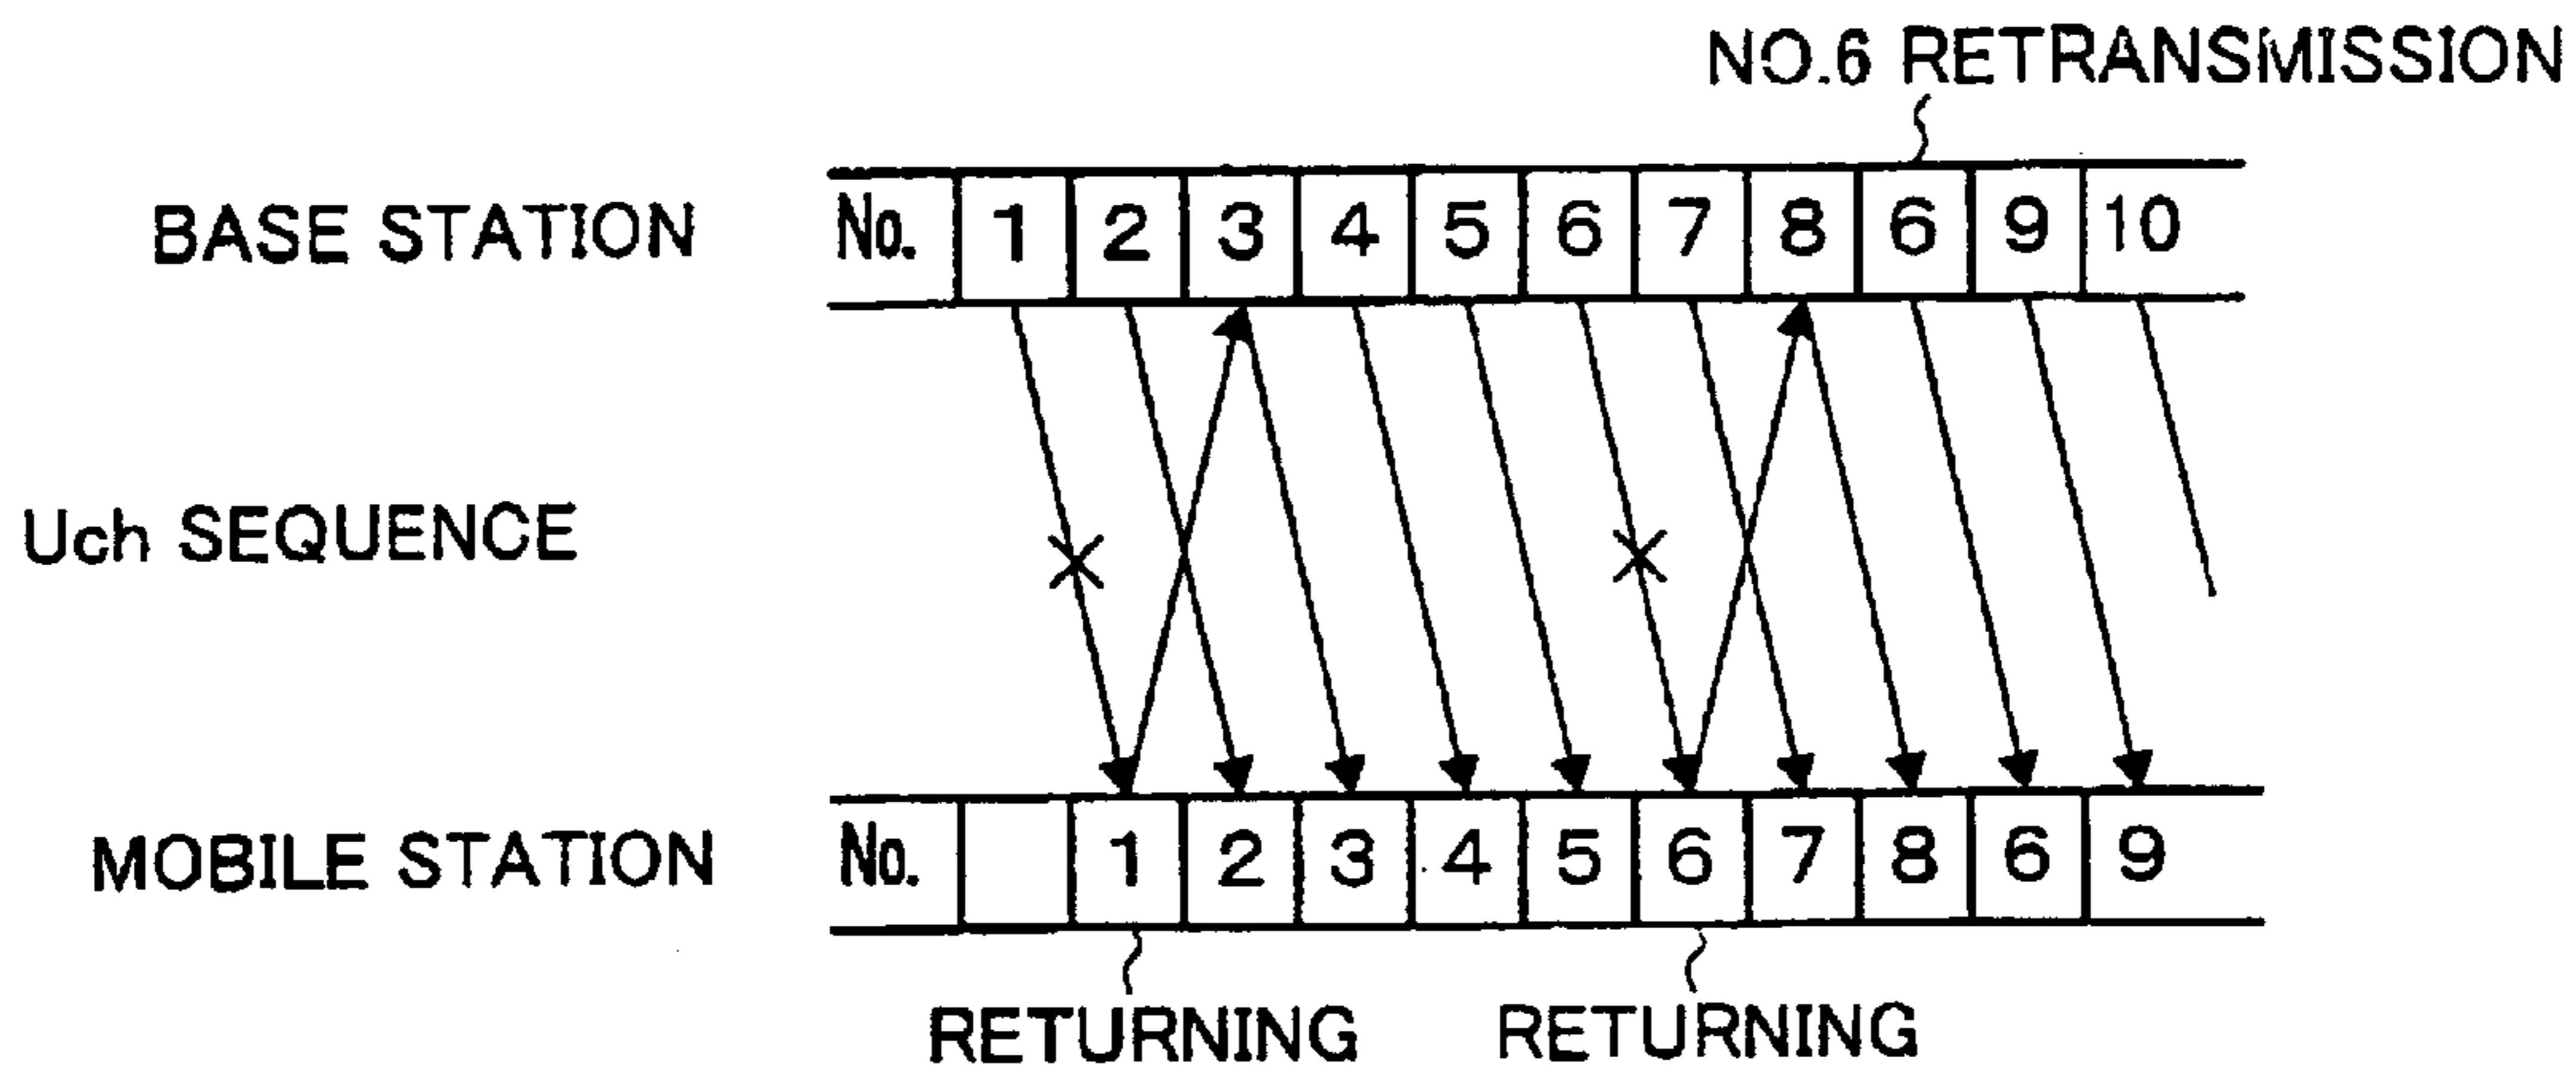 NO.6 RETRANSMISSION
BASE STATION No. 1 2 3 4 5 6 7 8 6 9 10
Uch SEQUENCE
MOBILE STATION No. 1 2 3 4 5 6 7 8 6 9
RETURNING RETURNING